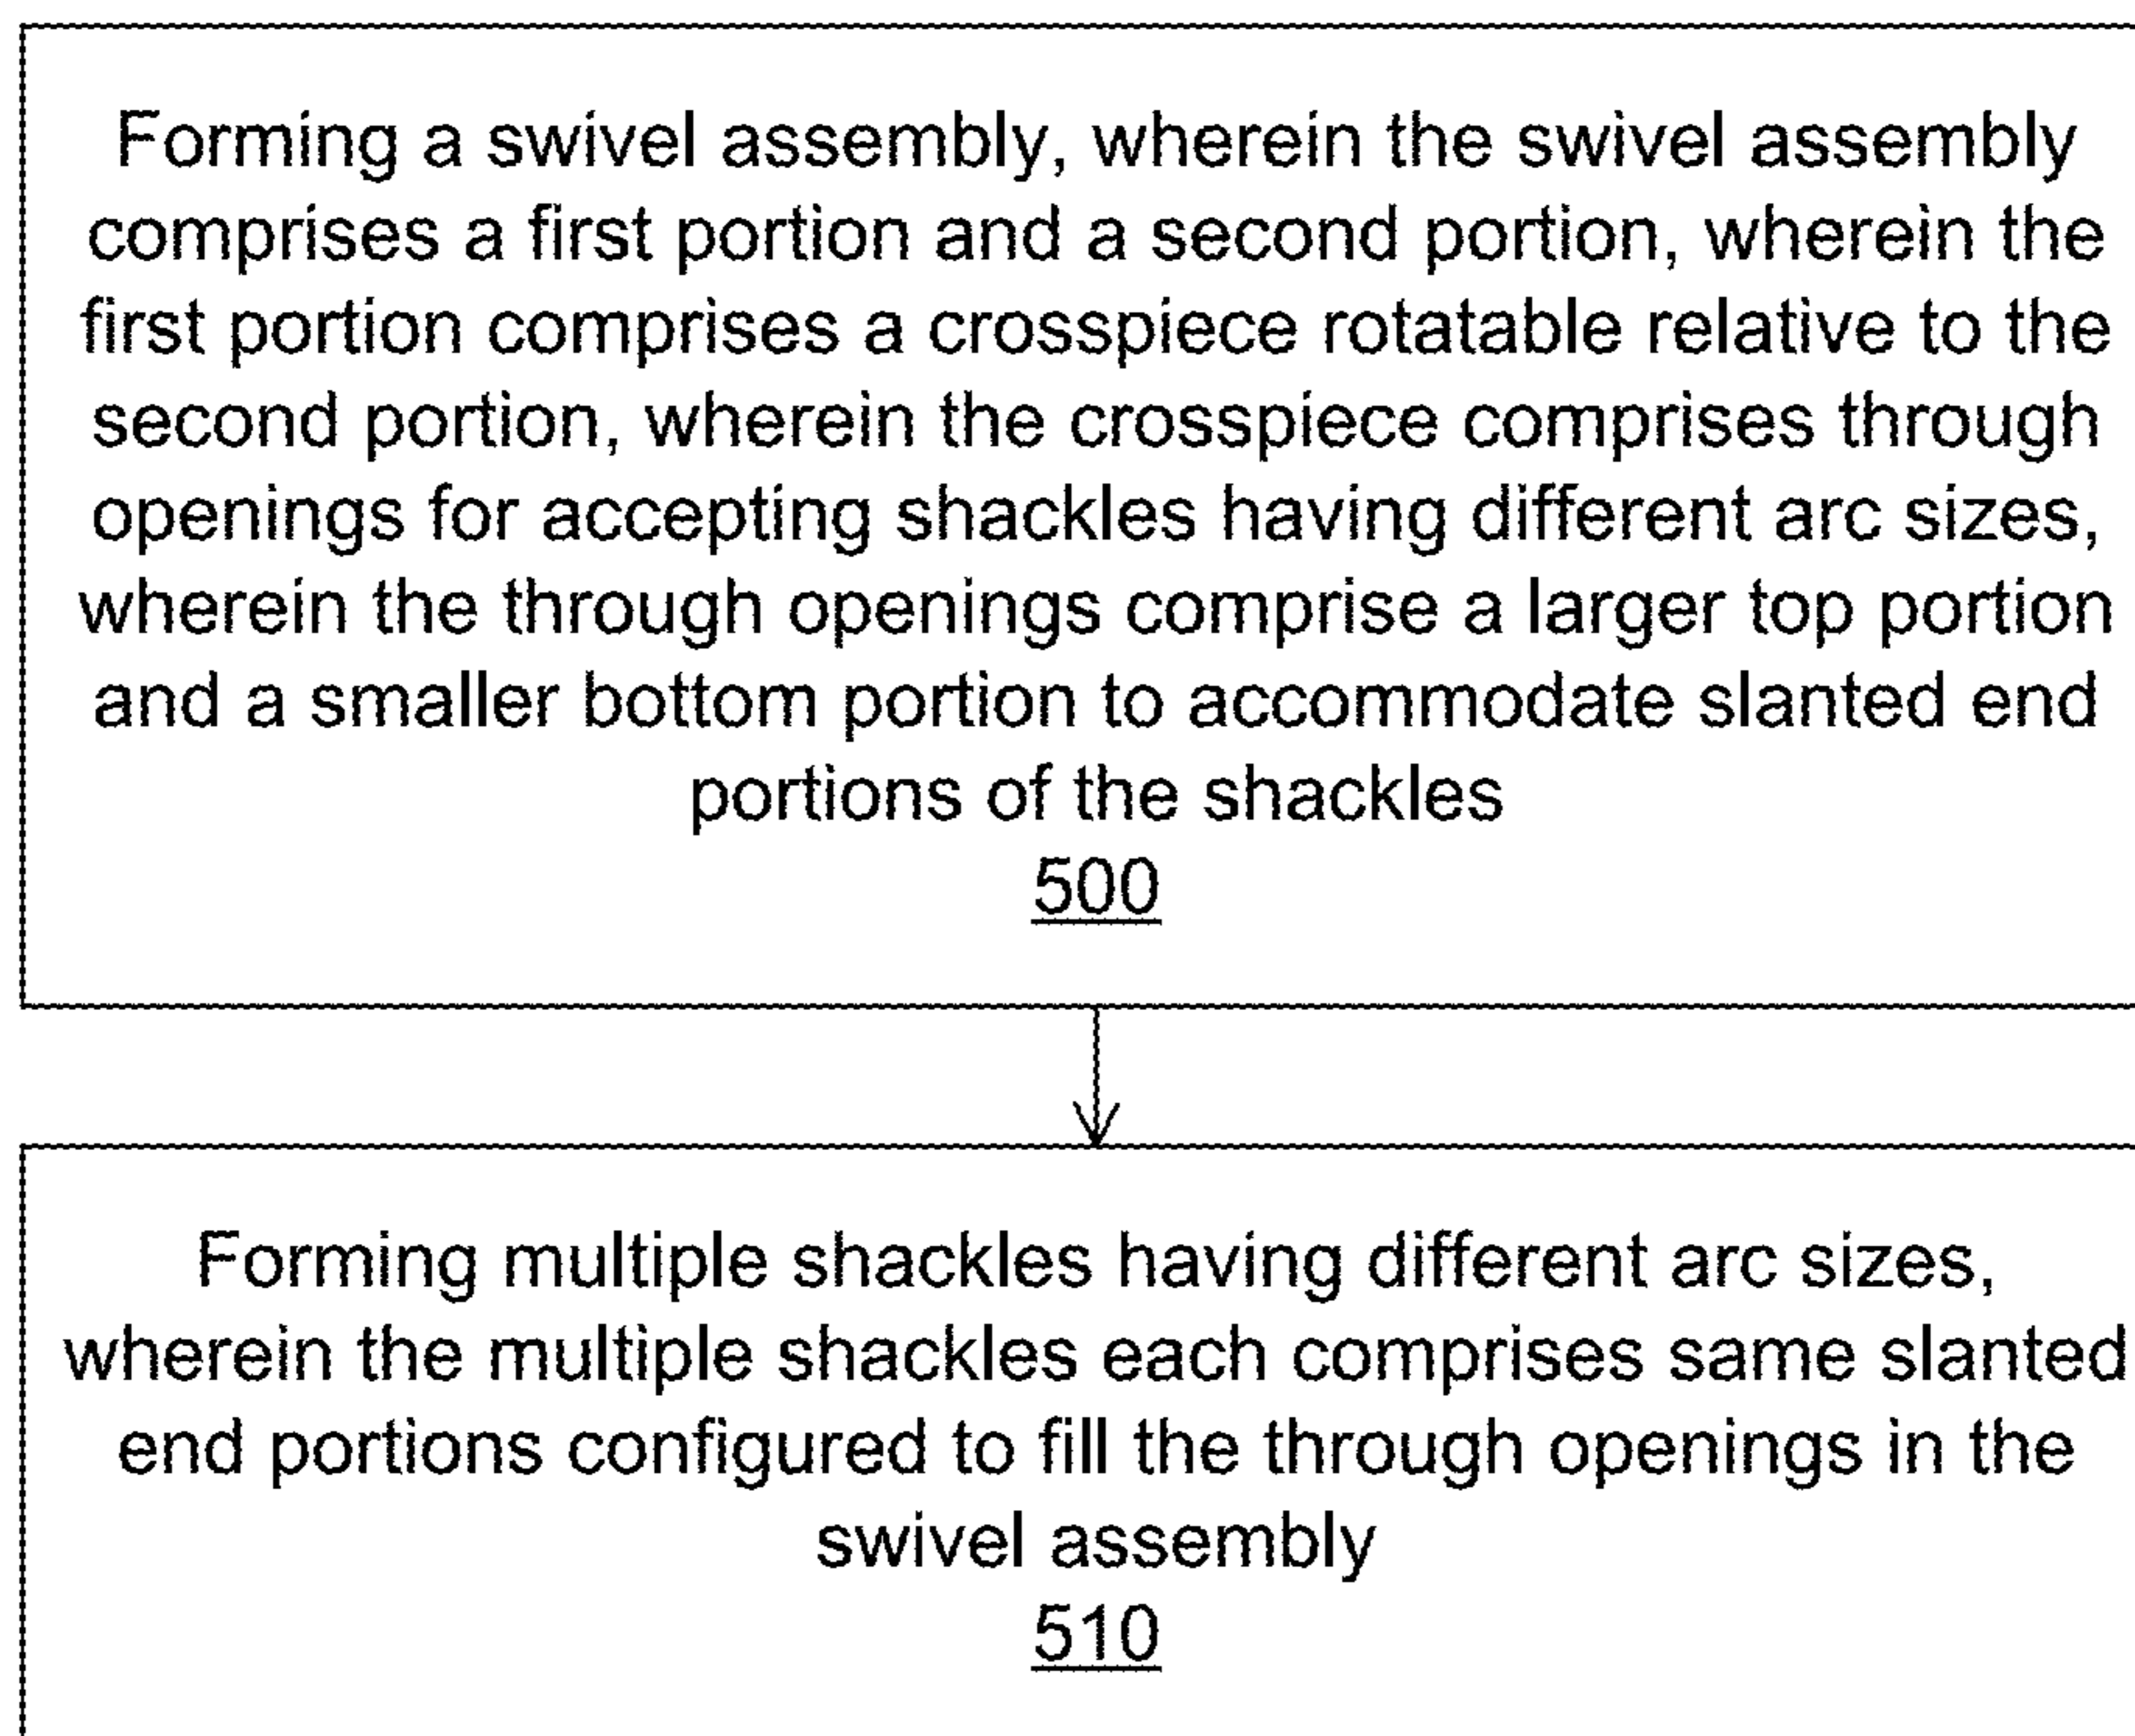 Forming a swivel assembly, wherein the swivel assembly
comprises a first portion and a second portion, wherein the
first portion comprises a crosspiece rotatable relative to the
second portion, wherein the crosspiece comprises through
openings for accepting shackles having different arc sizes,
wherein the through openings comprise a larger top portion
and a smaller bottom portion to accommodate slanted end
portions of the shackles
500
Forming multiple shackles having different arc sizes,
wherein the multiple shackles each comprises same slanted
end portions configured to fill the through openings in the
swivel assembly
510